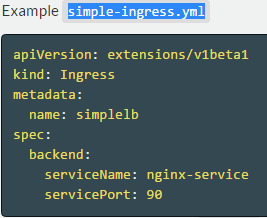 Example simple-ingress.yml
apiVersion: extensions/v1beta1
kind: Ingress
metadata:
  name: simplelb
spec:
  backend:
    serviceName: nginx-service
    servicePort: 90